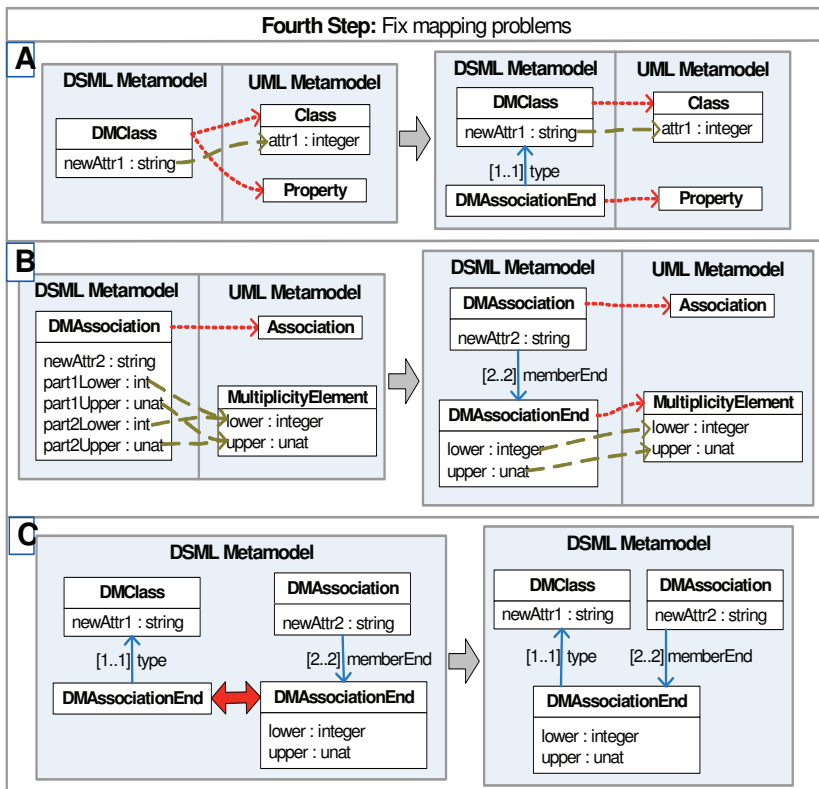 Fourth Step: Fix mapping problems
A
DSML Metamodel
UML Metamodel
DMClass
newAttr1 : string
Class
attr1 : integer
Property
DSML Metamodel
UML Metamodel
DMClass
newAttr1 : string
Class
attr1 : integer
[1..1] type
DMAssociationEnd
Property
B
DSML Metamodel
UML Metamodel
DMAssociation
newAttr2 : string
part1Lower : int
part1Upper : unat
part2Lower : int
part2Upper : unat
Association
MultiplicityElement
lower : integer
upper : unat
DSML Metamodel
UML Metamodel
DMAssociation
newAttr2 : string
Association
[2..2] memberEnd
DMAssociationEnd
lower : integer
upper : unat
MultiplicityElement
lower : integer
upper : unat
C
DSML Metamodel
DMClass
newAttr1 : string
DMAssociation
newAttr2 : string
[1..1] type
[2..2] memberEnd
DMAssociationEnd
DMAssociationEnd
lower : integer
upper : unat
DSML Metamodel
DMClass
newAttr1 : string
DMAssociation
newAttr2 : string
[1..1] type
[2..2] memberEnd
DMAssociationEnd
lower : integer
upper : unat